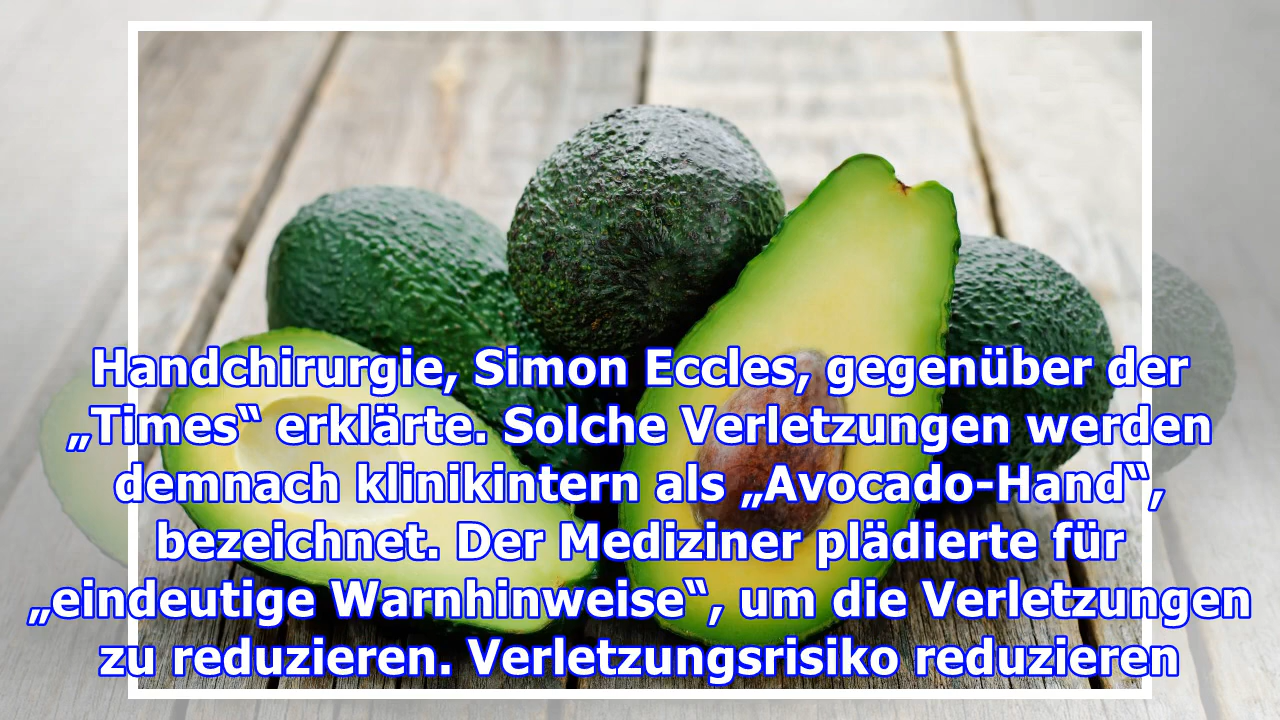 Handchirurgie, Simon Eccles, gegenüber der
„Times“ erklärte. Solche Verletzungen werden
demnach klinikintern als „Avocado-Hand“,
bezeichnet. Der Mediziner plädierte für
„eindeutige Warnhinweise“, um die Verletzungen
zu reduzieren. Verletzungsrisiko reduzieren